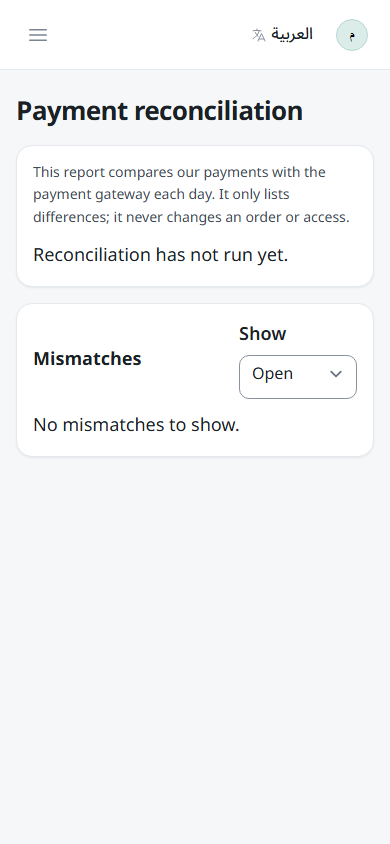 العربية
م
Payment reconciliation
This report compares our payments with the
payment gateway each day. It only lists
differences; it never changes an order or access.
Reconciliation has not run yet.
Show
Mismatches
Open
No mismatches to show.